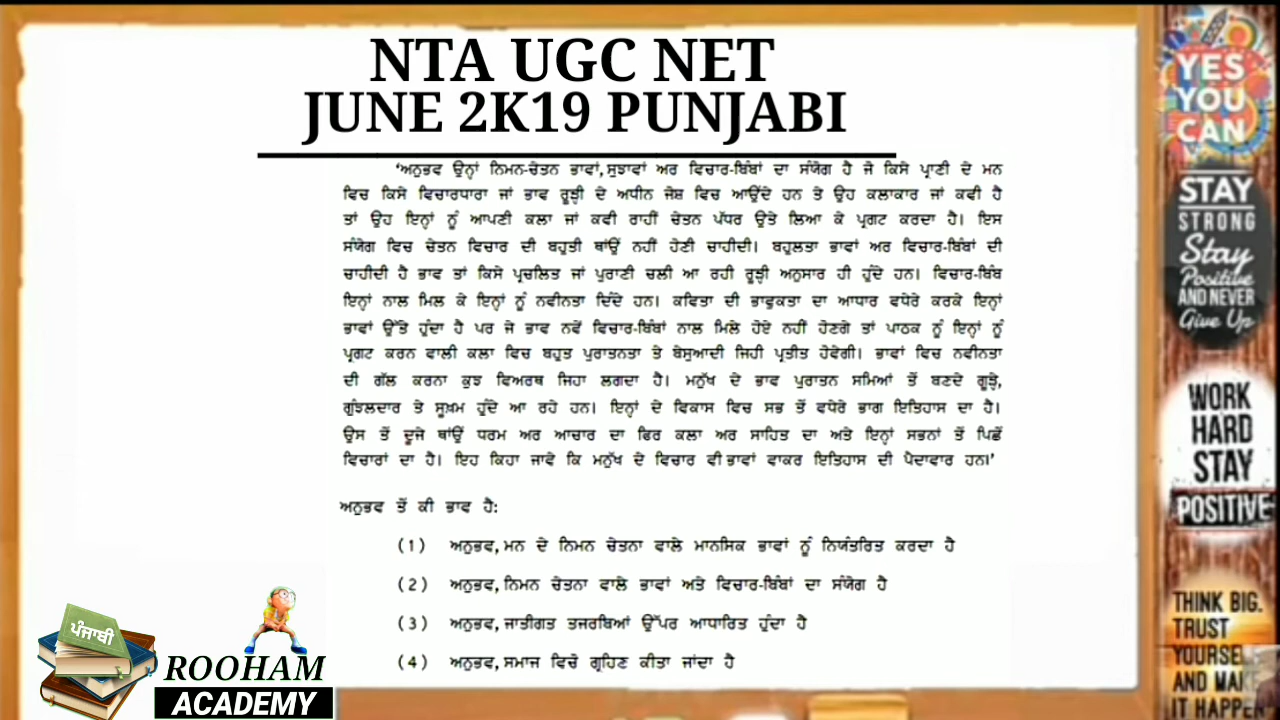 NTA UGC NET
JUNE 2K19 PUNJABI
'ਅਨੁਭਵ ਉਨ੍ਹਾਂ ਨਿਮਨ-ਚੇਤਨ ਭਾਵਾਂ, ਸੁਝਾਵਾਂ ਅਰ ਵਿਚਾਰ-ਬਿੰਬਾਂ ਦਾ ਸੰਯੋਗ ਹੈ ਜੋ ਕਿਸੇ ਪ੍ਰਾਣੀ ਦੇ ਮਨ
ਵਿਚ ਕਿਸੇ ਵਿਚਾਰਧਾਰਾ ਜਾਂ ਭਾਵ ਰੂੜੀ ਦੇ ਅਧੀਨ ਜੋਸ਼ ਵਿਚ ਆਉਂਦੇ ਹਨ ਤੇ ਉਹ ਕਲਾਕਾਰ ਜਾਂ ਕਵੀ ਹੈ
ਤਾਂ ਉਹ ਇਨ੍ਹਾਂ ਨੂੰ ਆਪਣੀ ਕਲਾ ਜਾਂ ਕਵੀ ਰਾਹੀਂ ਚੇਤਨ ਪੱਧਰ ਉਤੇ ਲਿਆ ਕੇ ਪ੍ਰਗਟ ਕਰਦਾ ਹੈ। ਇਸ
ਸੰਯੋਗ ਵਿਚ ਚੇਤਨ ਵਿਚਾਰ ਦੀ ਬਹੁਤੀ ਥਾਂਉਂ ਨਹੀਂ ਹੋਣੀ ਚਾਹੀਦੀ। ਬਹੁਲਤਾ ਭਾਵਾਂ ਅਰ ਵਿਚਾਰ-ਬਿੰਬਾਂ ਦੀ
ਚਾਹੀਦੀ ਹੈ ਭਾਵ ਤਾਂ ਕਿਸੇ ਪ੍ਰਚਲਿਤ ਜਾਂ ਪੁਰਾਣੀ ਚਲੀ ਆ ਰਹੀ ਰੂੜੀ ਅਨੁਸਾਰ ਹੀ ਹੁੰਦੇ ਹਨ। ਵਿਚਾਰ-ਬਿੰਬ
ਇਨ੍ਹਾਂ ਨਾਲ ਮਿਲ ਕੇ ਇਨ੍ਹਾਂ ਨੂੰ ਨਵੀਨਤਾ ਦਿੰਦੇ ਹਨ। ਕਵਿਤਾ ਦੀ ਭਾਵੁਕਤਾ ਦਾ ਆਧਾਰ ਵਧੇਰੇ ਕਰਕੇ ਇਨ੍ਹਾਂ
ਭਾਵਾਂ ਉੱਤੇ ਹੁੰਦਾ ਹੈ ਪਰ ਜੇ ਭਾਵ ਨਵੇਂ ਵਿਚਾਰ-ਬਿੰਬਾਂ ਨਾਲ ਮਿਲੇ ਹੋਏ ਨਹੀਂ ਹੋਣਗੇ ਤਾਂ ਪਾਠਕ ਨੂੰ ਇਨ੍ਹਾਂ ਨੂੰ
ਪ੍ਰਗਟ ਕਰਨ ਵਾਲੀ ਕਲਾ ਵਿਚ ਬਹੁਤ ਪੁਰਾਤਨਤਾ ਤੇ ਬੇਸੁਆਦੀ ਜਿਹੀ ਪ੍ਰਤੀਤ ਹੋਵੇਗੀ। ਭਾਵਾਂ ਵਿਚ ਨਵੀਨਤਾ
ਦੀ ਗੱਲ ਕਰਨਾ ਕੁਝ ਵਿਅਰਥ ਜਿਹਾ ਲਗਦਾ ਹੈ। ਮਨੁੱਖ ਦੇ ਭਾਵ ਪੁਰਾਤਨ ਸਮਿਆਂ ਤੋਂ ਬਣਦੇ ਗੂੜ੍ਹੇ,
ਗੁੰਝਲਦਾਰ ਤੇ ਸੂਖ਼ਮ ਹੁੰਦੇ ਆ ਰਹੇ ਹਨ। ਇਨ੍ਹਾਂ ਦੇ ਵਿਕਾਸ ਵਿਚ ਸਭ ਤੋਂ ਵਧੇਰੇ ਭਾਗ ਇਤਿਹਾਸ ਦਾ ਹੈ।
ਉਸ ਤੋਂ ਦੂਜੇ ਥਾਂਉਂ ਧਰਮ ਅਰ ਆਚਾਰ ਦਾ ਫਿਰ ਕਲਾ ਅਰ ਸਾਹਿਤ ਦਾ ਅਤੇ ਇਨ੍ਹਾਂ ਸਭਨਾਂ ਤੋਂ ਪਿਛੋਂ
ਵਿਚਾਰਾਂ ਦਾ ਹੈ। ਇਹ ਕਿਹਾ ਜਾਵੇ ਕਿ ਮਨੁੱਖ ਦੇ ਵਿਚਾਰ ਵੀ ਭਾਵਾਂ ਵਾਕਰ ਇਤਿਹਾਸ ਦੀ ਪੈਦਾਵਾਰ ਹਨ।'
ਅਨੁਭਵ ਤੋਂ ਕੀ ਭਾਵ ਹੈ:
(1) ਅਨੁਭਵ, ਮਨ ਦੇ ਨਿਮਨ ਚੇਤਨਾ ਵਾਲੇ ਮਾਨਸਿਕ ਭਾਵਾਂ ਨੂੰ ਨਿਯੰਤਰਿਤ ਕਰਦਾ ਹੈ
(2) ਅਨੁਭਵ, ਨਿਮਨ ਚੇਤਨਾ ਵਾਲੇ ਭਾਵਾਂ ਅਤੇ ਵਿਚਾਰ-ਬਿੰਬਾਂ ਦਾ ਸੰਯੋਗ ਹੈ
(3) ਅਨੁਭਵ, ਜਾਤੀਗਤ ਤਜਰਬਿਆਂ ਉੱਪਰ ਆਧਾਰਿਤ ਹੁੰਦਾ ਹੈ
(4) ਅਨੁਭਵ, ਸਮਾਜ ਵਿਚੋਂ ਗ੍ਰਹਿਣ ਕੀਤਾ ਜਾਂਦਾ ਹੈ
ਪੰਜਾਬੀ
ROOHAM
ACADEMY
YES
YOU
CAN
STAY
STRONG
Stay
Positive
AND NEVER
Give Up
WORK
HARD
STAY
POSITIVE
THINK BIG.
TRUST
YOURSEL
AND MAKE
IT HAPPEN